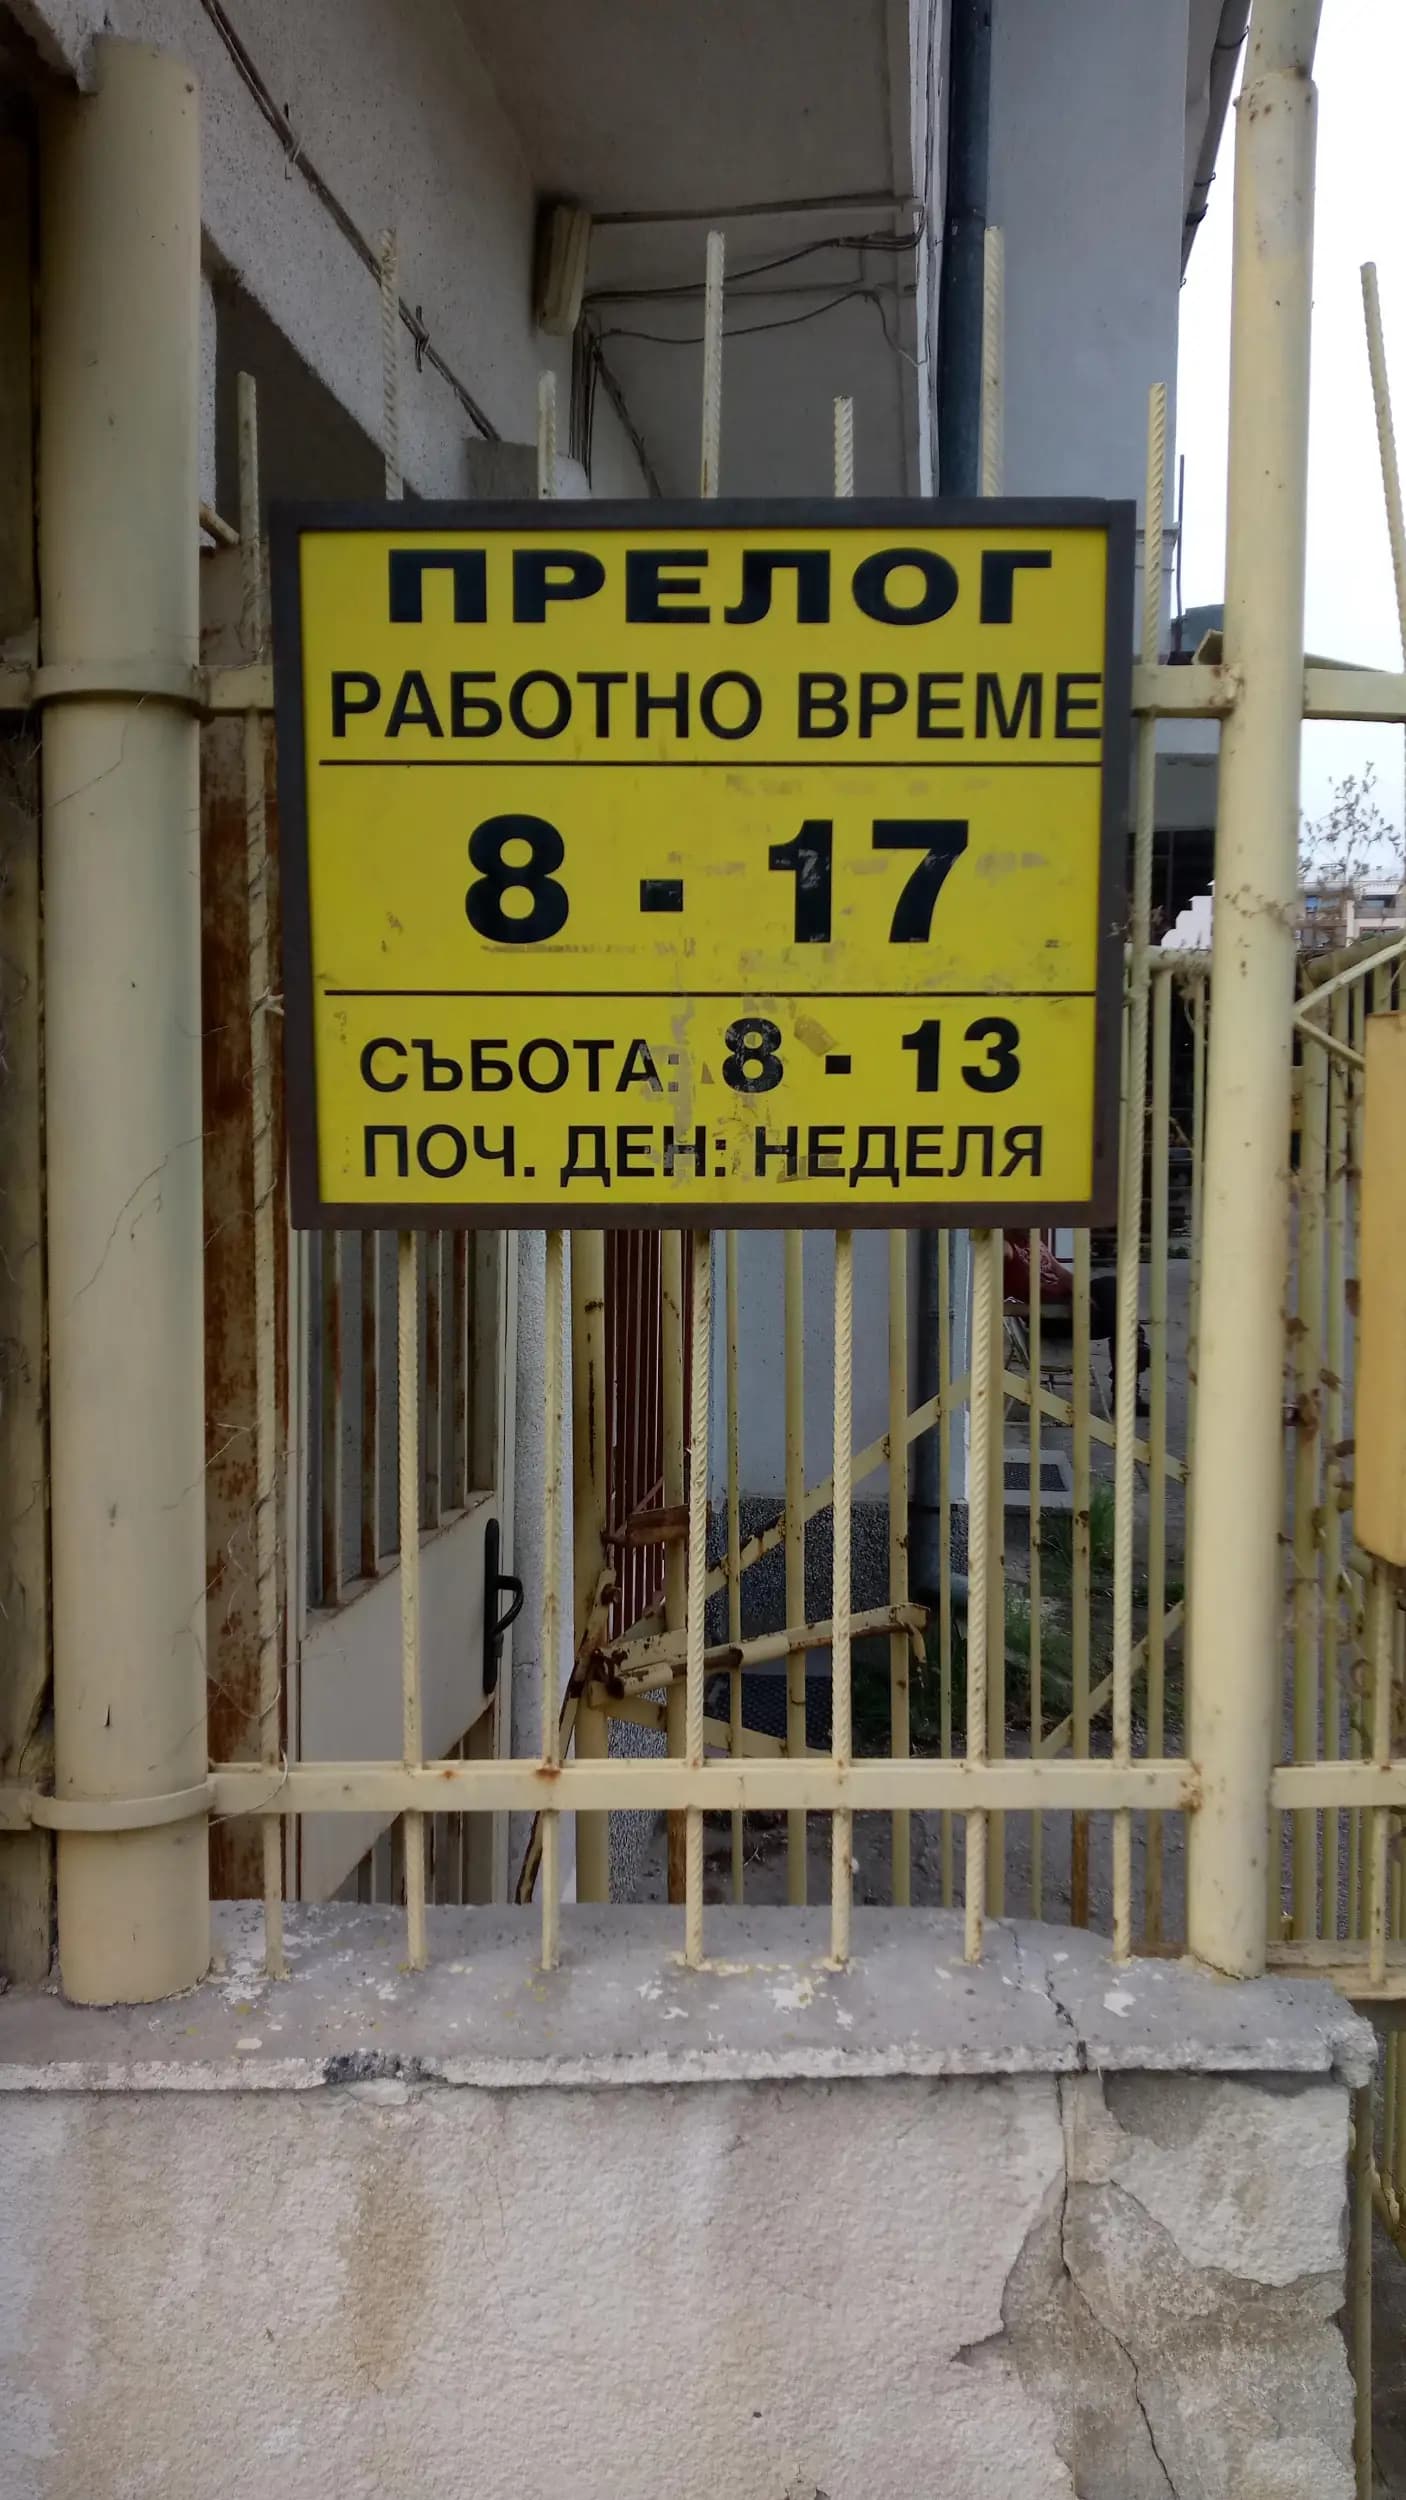 ПРЕЛОГ
РАБОТНО ВРЕМЕ
8 - 17
СЪБОТА: 8 - 13
ПОЧ. ДЕН: НЕДЕЛЯ